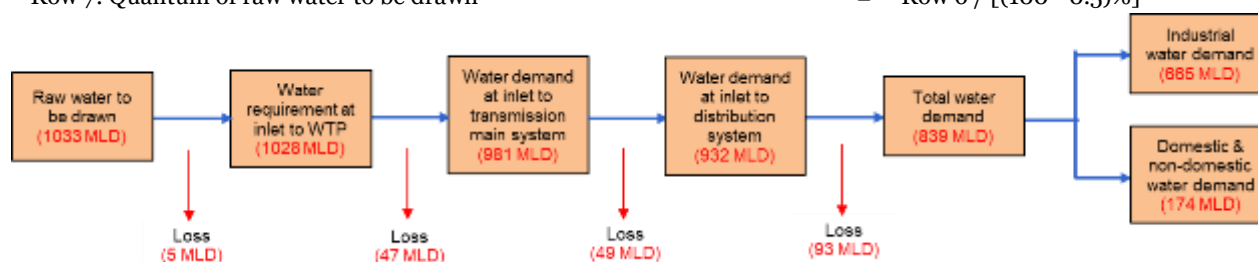 Row 7: Quantum of raw water to be drawn = Row 6 / [(100 - 0.5)%]
Raw water to
be drawn
(1033 MLD)
Water
requirement at
inlet to WTP
(1028 MLD)
Water demand
at inlet to
transmission
main system
(981 MLD)
Water demand
at inlet to
distribution
system
(932 MLD)
Total water
demand
(839 MLD)
Industrial
water demand
(665 MLD)
Domestic &
non-domestic
water demand
(174 MLD)
Loss
(5 MLD)
Loss
(47 MLD)
Loss
(49 MLD)
Loss
(93 MLD)